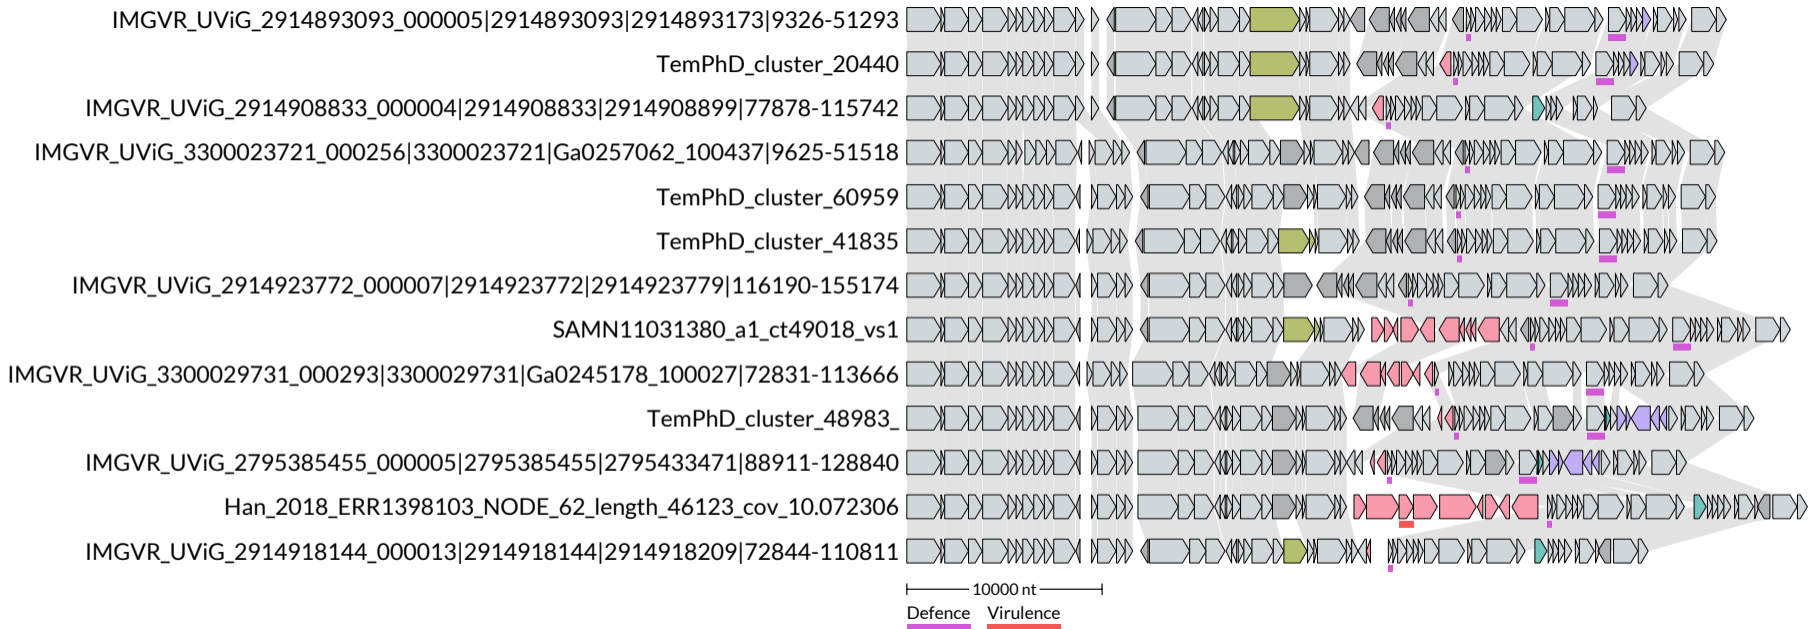 IMGVR_UViG_2914893093_000005|2914893093|2914893173|9326-51293
TemPhD_cluster_20440
IMGVR_UViG_2914908833_000004|2914908833|2914908899|77878-115742
IMGVR_UViG_3300023721_000256|3300023721|Ga0257062_100437|9625-51518
TemPhD_cluster_60959
TemPhD_cluster_41835
IMGVR_UViG_2914923772_000007|2914923772|2914923779|116190-155174
SAMN11031380_a1_ct49018_vs1
IMGVR_UViG_3300029731_000293|3300029731|Ga0245178_100027|72831-113666
TemPhD_cluster_48983_
IMGVR_UViG_2795385455_000005|2795385455|2795433471|88911-128840
Han_2018_ERR1398103_NODE_62_length_46123_cov_10.072306
IMGVR_UViG_2914918144_000013|2914918144|2914918209|72844-110811
10000 nt
Defence Virulence